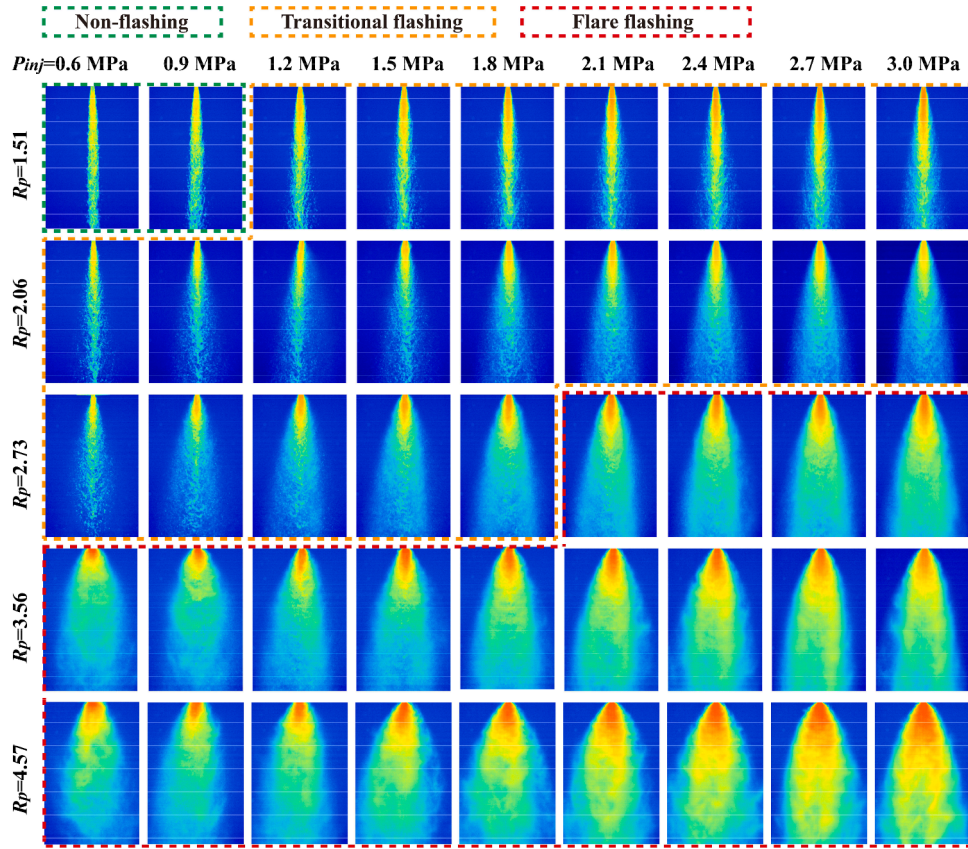 Non-flashing Transitional flashing Flare flashing
Pinj=0.6 MPa 0.9 MPa 1.2 MPa 1.5 MPa 1.8 MPa 2.1 MPa 2.4 MPa 2.7 MPa 3.0 MPa
Rp=1.51
Rp=2.06
Rp=2.73
Rp=3.56
Rp=4.57